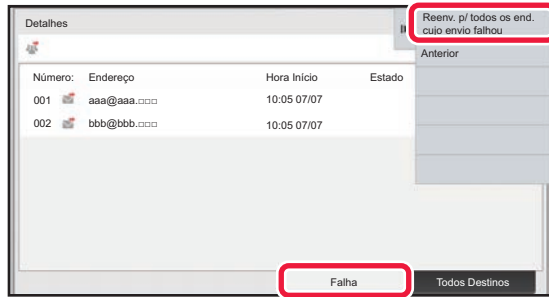 Detalhes
Reenv. p/ todos os end.
cujo envio falhou
Anterior
Número: Endereço Hora Início Estado
001 aaa@aaa.□□□ 10:05 07/07
002 bbb@bbb.□□□ 10:05 07/07
Falha Todos Destinos